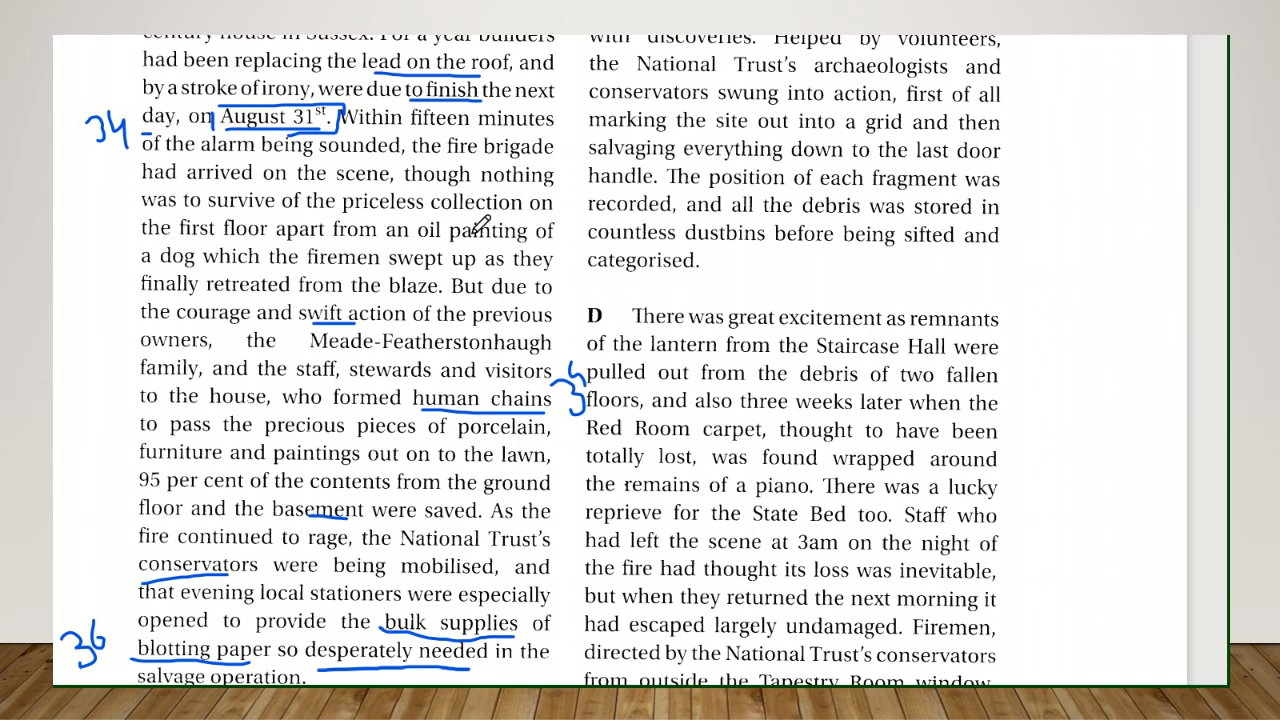 century house in Sussex. For a year builders
had been replacing the lead on the roof, and
by a stroke of irony, were due to finish the next
day, on August 31st. Within fifteen minutes
34
of the alarm being sounded, the fire brigade
had arrived on the scene, though nothing
was to survive of the priceless collection on
the first floor apart from an oil painting of
a dog which the firemen swept up as they
finally retreated from the blaze. But due to
the courage and swift action of the previous
owners, the Meade-Featherstonhaugh
family, and the staff, stewards and visitors
to the house, who formed human chains
to pass the precious pieces of porcelain,
furniture and paintings out on to the lawn,
95 per cent of the contents from the ground
floor and the basement were saved. As the
fire continued to rage, the National Trust's
conservators were being mobilised, and
that evening local stationers were especially
opened to provide the bulk supplies of
36
blotting paper so desperately needed in the
salvage operation.
with discoveries. Helped by volunteers,
the National Trust's archaeologists and
conservators swung into action, first of all
marking the site out into a grid and then
salvaging everything down to the last door
handle. The position of each fragment was
recorded, and all the debris was stored in
countless dustbins before being sifted and
categorised.
D There was great excitement as remnants
of the lantern from the Staircase Hall were
pulled out from the debris of two fallen
floors, and also three weeks later when the
Red Room carpet, thought to have been
totally lost, was found wrapped around
the remains of a piano. There was a lucky
reprieve for the State Bed too. Staff who
had left the scene at 3am on the night of
the fire had thought its loss was inevitable,
but when they returned the next morning it
had escaped largely undamaged. Firemen,
directed by the National Trust's conservators
from outside the Tapestry Room window,